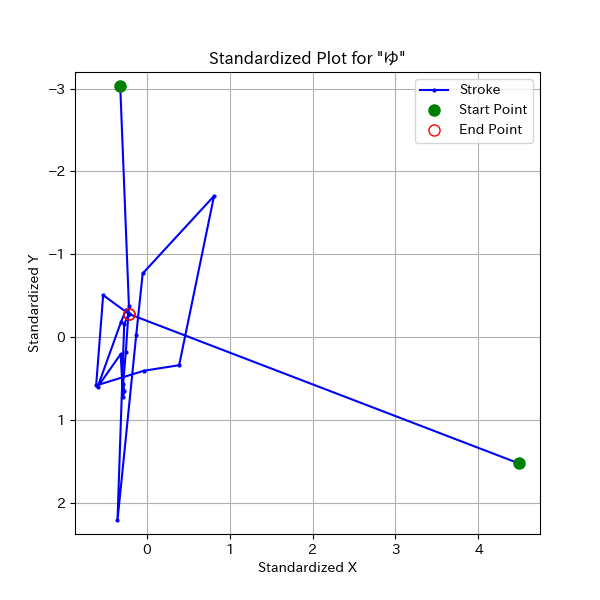 Standardized Plot for "ゆ"
Stroke
Start Point
End Point
−3
−2
−1
0
1
2
Standardized Y
0 1 2 3 4
Standardized X